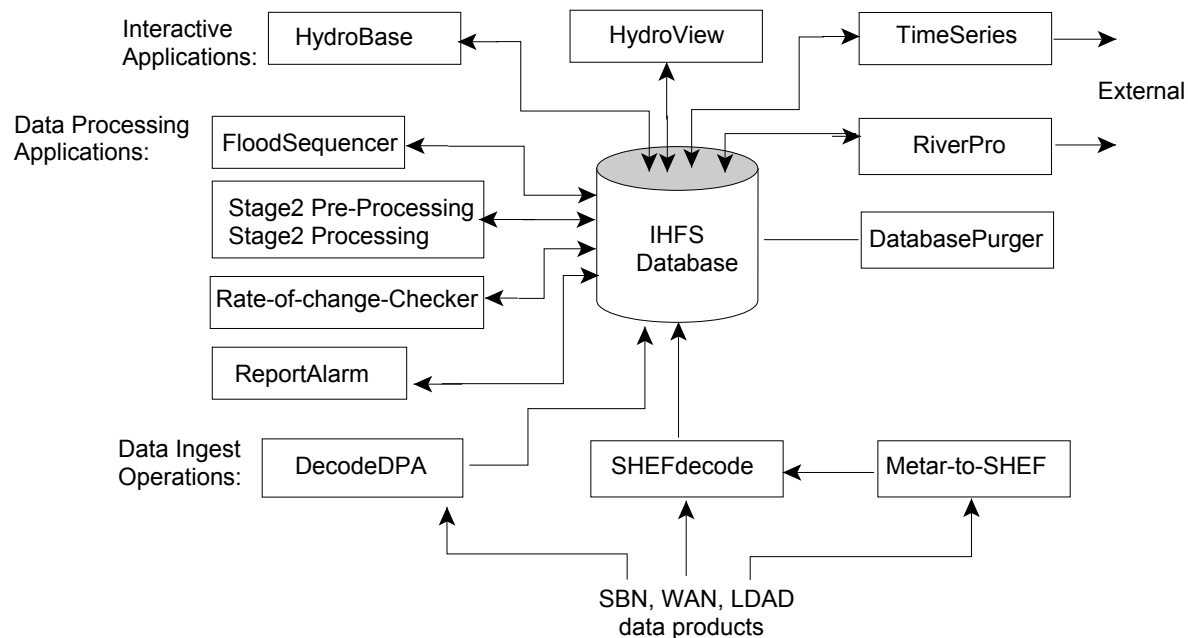 Interactive
Applications:
HydroBase
HydroView
TimeSeries
External
Data Processing
Applications:
FloodSequencer
RiverPro
Stage2 Pre-Processing
Stage2 Processing
IHFS
Database
DatabasePurger
Rate-of-change-Checker
ReportAlarm
Data Ingest
Operations:
DecodeDPA
SHEFdecode
Metar-to-SHEF
SBN, WAN, LDAD
data products